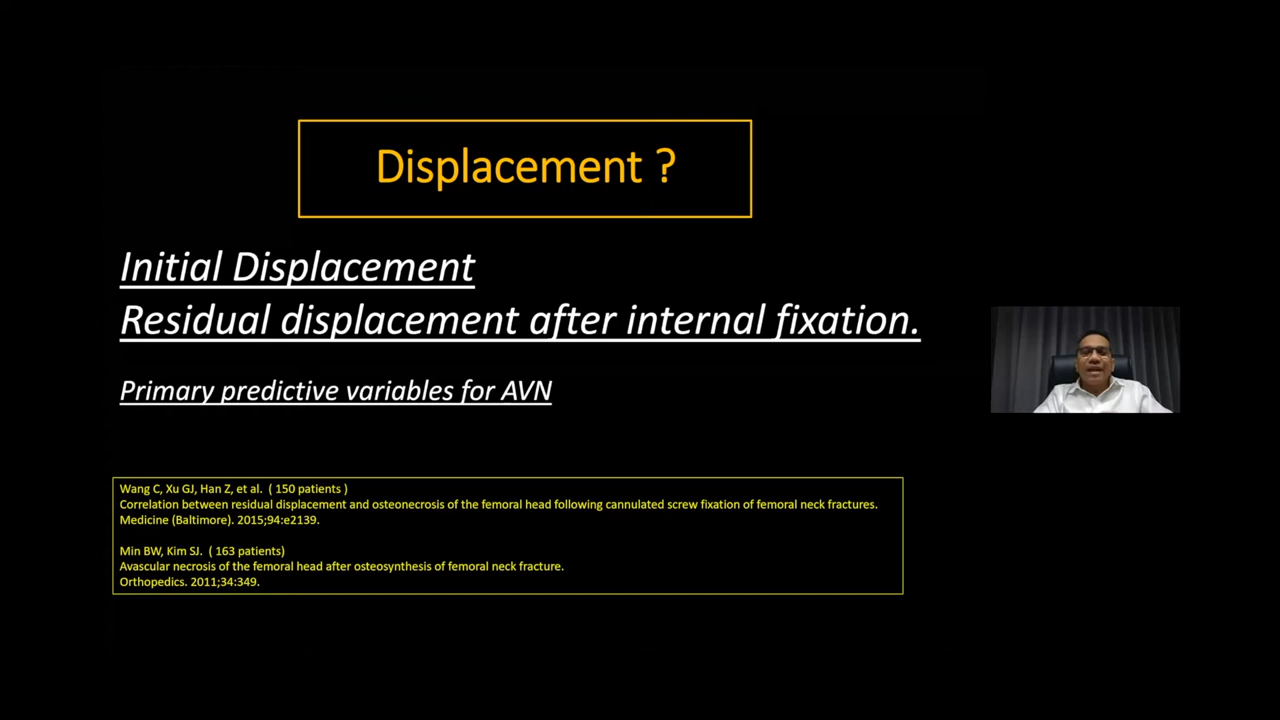 Displacement ?
Initial Displacement
Residual displacement after internal fixation.
Primary predictive variables for AVN
Wang C, Xu GJ, Han Z, et al. ( 150 patients )
Correlation between residual displacement and osteonecrosis of the femoral head following cannulated screw fixation of femoral neck fractures.
Medicine (Baltimore). 2015;94:e2139.
Min BW, Kim SJ. ( 163 patients)
Avascular necrosis of the femoral head after osteosynthesis of femoral neck fracture.
Orthopedics. 2011;34:349.